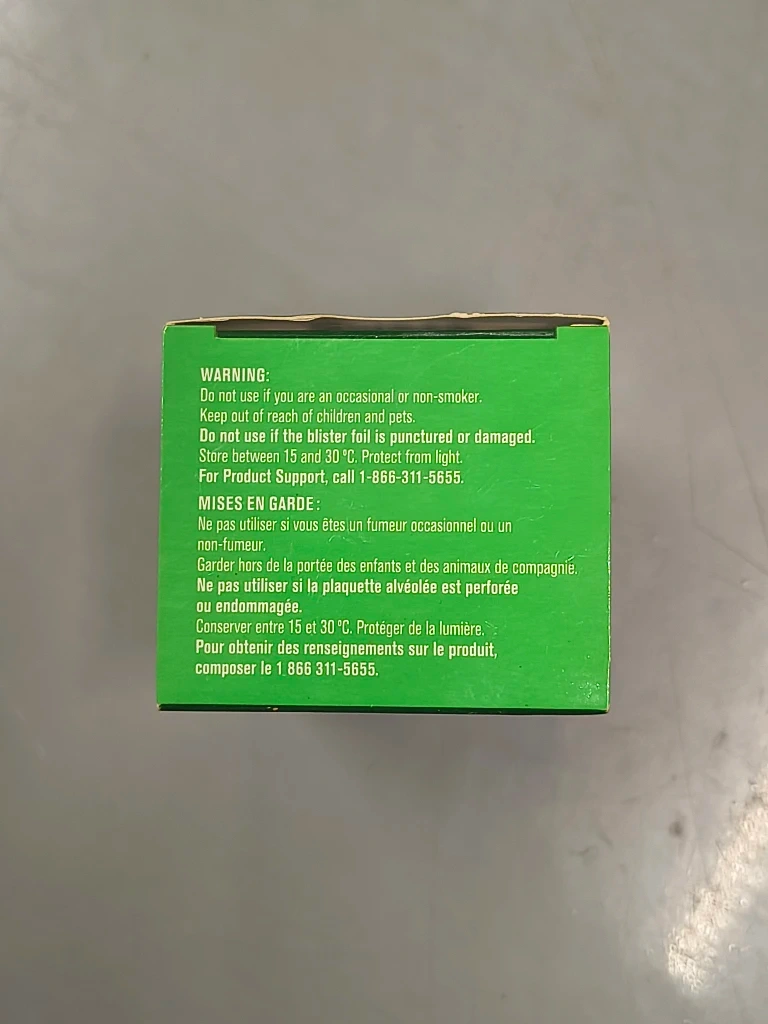 WARNING:
Do not use if you are an occasional or non-smoker.
Keep out of reach of children and pets.
Do not use if the blister foil is punctured or damaged.
Store between 15 and 30 °C. Protect from light.
For Product Support, call 1-866-311-5655.
MISES EN GARDE :
Ne pas utiliser si vous êtes un fumeur occasionnel ou un
non-fumeur.
Garder hors de la portée des enfants et des animaux de compagnie.
Ne pas utiliser si la plaquette alvéolée est perforée
ou endommagée.
Conserver entre 15 et 30 °C. Protéger de la lumière.
Pour obtenir des renseignements sur le produit,
composer le 1 866 311-5655.